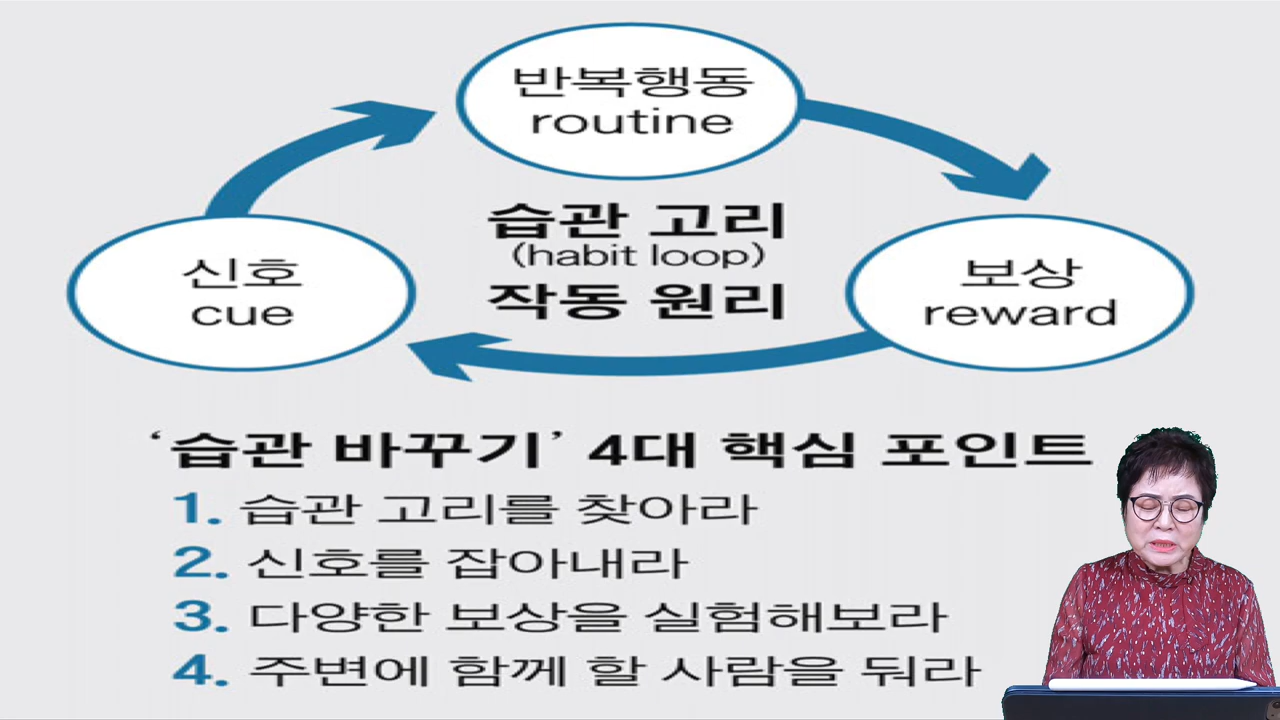 반복행동
routine
습관 고리
(habit loop)
작동 원리
신호
cue
보상
reward
‘습관 바꾸기’ 4대 핵심 포인트
1. 습관 고리를 찾아라
2. 신호를 잡아내라
3. 다양한 보상을 실험해보라
4. 주변에 함께 할 사람을 둬라